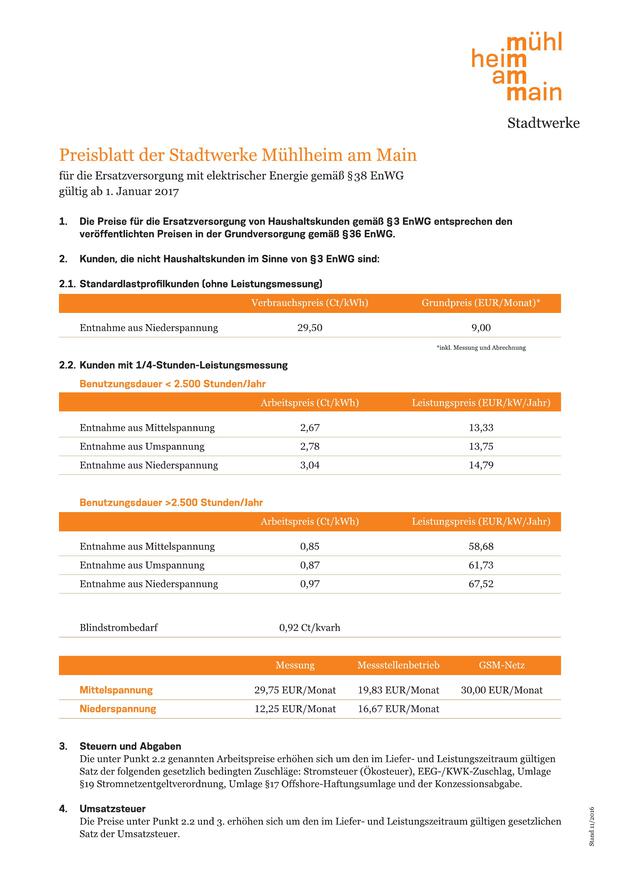 mühl
heim
am
main
Stadtwerke
Preisblatt der Stadtwerke Mühlheim am Main
für die Ersatzversorgung mit elektrischer Energie gemäß §38 EnWG
gültig ab 1. Januar 2017
1. Die Preise für die Ersatzversorgung von Haushaltskunden gemäß §3 EnWG entsprechen den
veröffentlichten Preisen in der Grundversorgung gemäß §36 EnWG.
2. Kunden, die nicht Haushaltskunden im Sinne von §3 EnWG sind:
2.1. Standardlastprofilkunden (ohne Leistungsmessung)
Verbrauchspreis (Ct/kWh) Grundpreis (EUR/Monat)*
Entnahme aus Niederspannung 29,50 9,00
*inkl. Messung und Abrechnung
2.2. Kunden mit 1/4-Stunden-Leistungsmessung
Benutzungsdauer < 2.500 Stunden/Jahr
Arbeitspreis (Ct/kWh) Leistungspreis (EUR/kW/Jahr)
Entnahme aus Mittelspannung 2,67 13,33
Entnahme aus Umspannung 2,78 13,75
Entnahme aus Niederspannung 3,04 14,79
Benutzungsdauer >2.500 Stunden/Jahr
Arbeitspreis (Ct/kWh) Leistungspreis (EUR/kW/Jahr)
Entnahme aus Mittelspannung 0,85 58,68
Entnahme aus Umspannung 0,87 61,73
Entnahme aus Niederspannung 0,97 67,52
Blindstrombedarf 0,92 Ct/kvarh
Messung Messstellenbetrieb GSM-Netz
Mittelspannung 29,75 EUR/Monat 19,83 EUR/Monat 30,00 EUR/Monat
Niederspannung 12,25 EUR/Monat 16,67 EUR/Monat
3. Steuern und Abgaben
Die unter Punkt 2.2 genannten Arbeitspreise erhöhen sich um den im Liefer- und Leistungszeitraum gültigen
Satz der folgenden gesetzlich bedingten Zuschläge: Stromsteuer (Ökosteuer), EEG-/KWK-Zuschlag, Umlage
§19 Stromnetzentgeltverordnung, Umlage §17 Offshore-Haftungsumlage und der Konzessionsabgabe.
4. Umsatzsteuer
Die Preise unter Punkt 2.2 und 3. erhöhen sich um den im Liefer- und Leistungszeitraum gültigen gesetzlichen
Satz der Umsatzsteuer.
Stand 11/2016